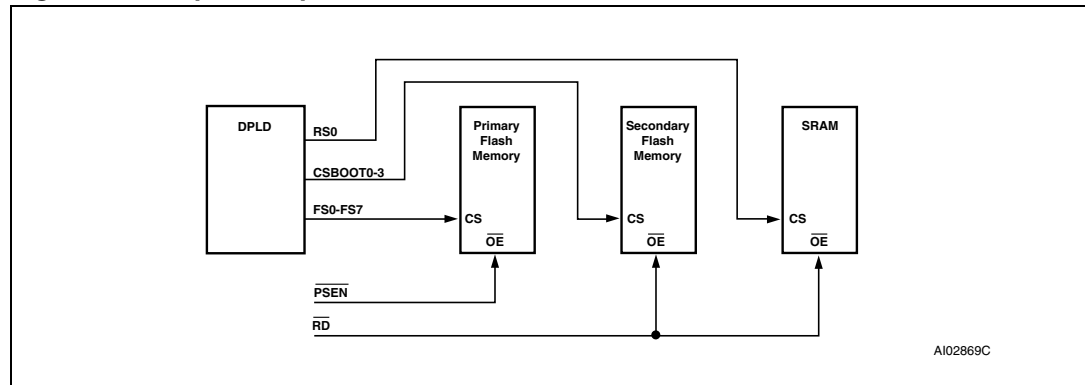 DPLD
RS0
CSBOOT0-3
FS0-FS7
Primary
Flash
Memory
CS
OE
Secondary
Flash
Memory
CS
OE
SRAM
CS
OE
PSEN
RD
AI02869C